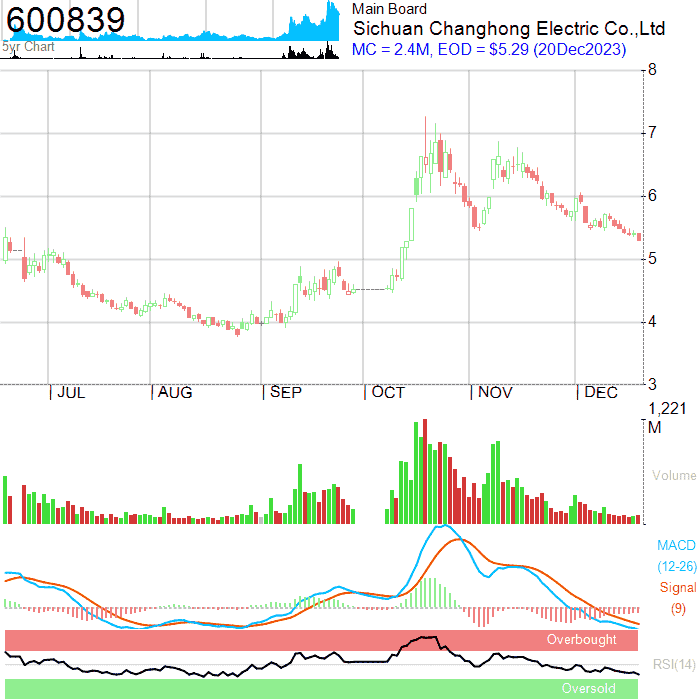 600839
5yr Chart
Main Board
Sichuan Changhong Electric Co.,Ltd
MC = 2.4M, EOD = $5.29 (20Dec2023)
8
7
6
5
4
3
JUL
AUG
SEP
OCT
NOV
DEC
1,221
M
Volume
MACD
(12-26)
Signal
(9)
Overbought
RSI(14)
Oversold